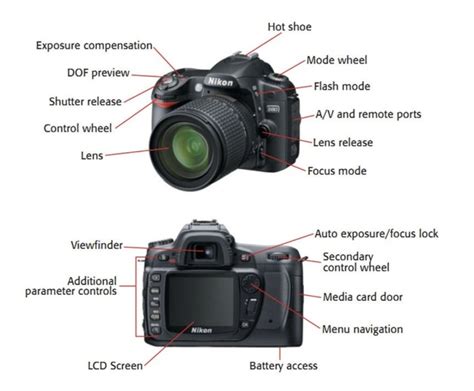 Hot shoe
Exposure compensation
Mode wheel
DOF preview
Nikon
Flash mode
Shutter release
A/V and remote ports
Control wheel
Lens release
Lens
Focus mode
Auto exposure/focus lock
Viewfinder
Secondary
control wheel
Additional
parameter controls
Media card door
Nikon
Menu navigation
LCD Screen
Battery access